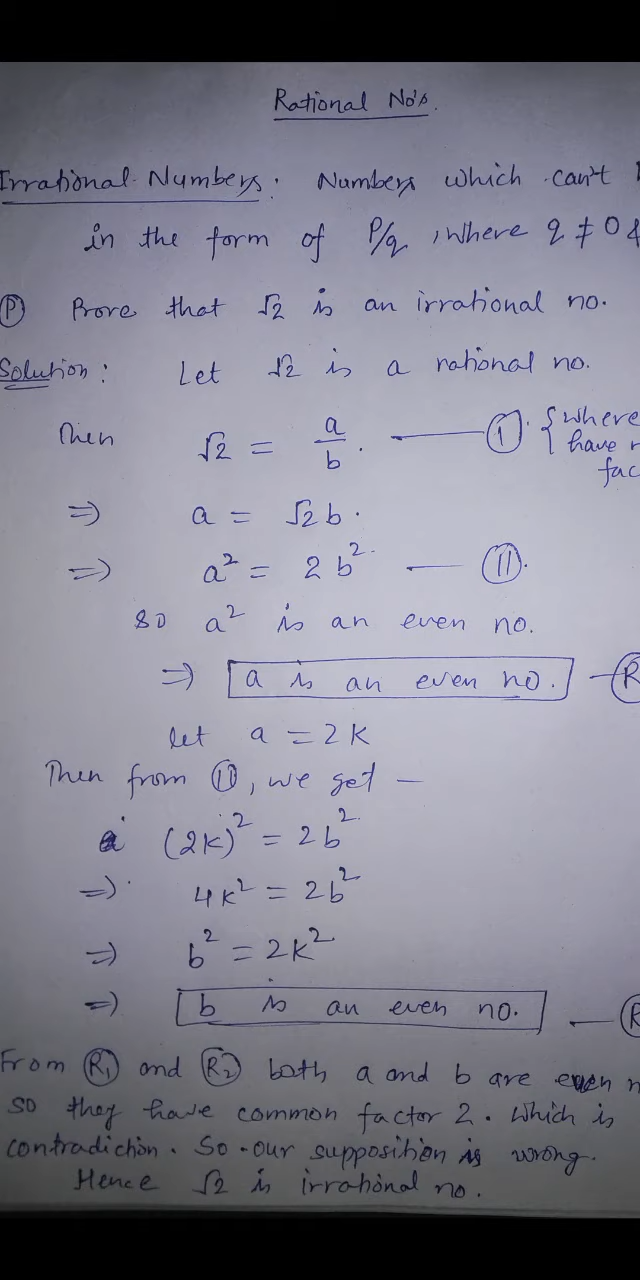 Rational No's.
Irrational Numbers: Numbers which can't
in the form of P/q, where q ≠ 0 &
(P) Prove that √2 is an irrational no.
Solution: Let √2 is a rational no.
Then √2 = a/b. — (I) {where
have
fac
⇒ a = √2 b.
⇒ a² = 2b². — (II).
so a² is an even no.
⇒ a is an even no. — (R
let a = 2k
Then from (II), we get —
(2k)² = 2b².
⇒ 4k² = 2b²
⇒ b² = 2k²
⇒ b is an even no. — (R
From (R₁) and (R₂) both a and b are even n
so they have common factor 2. Which is
contradiction. So our supposition is wrong.
Hence √2 is irrational no.